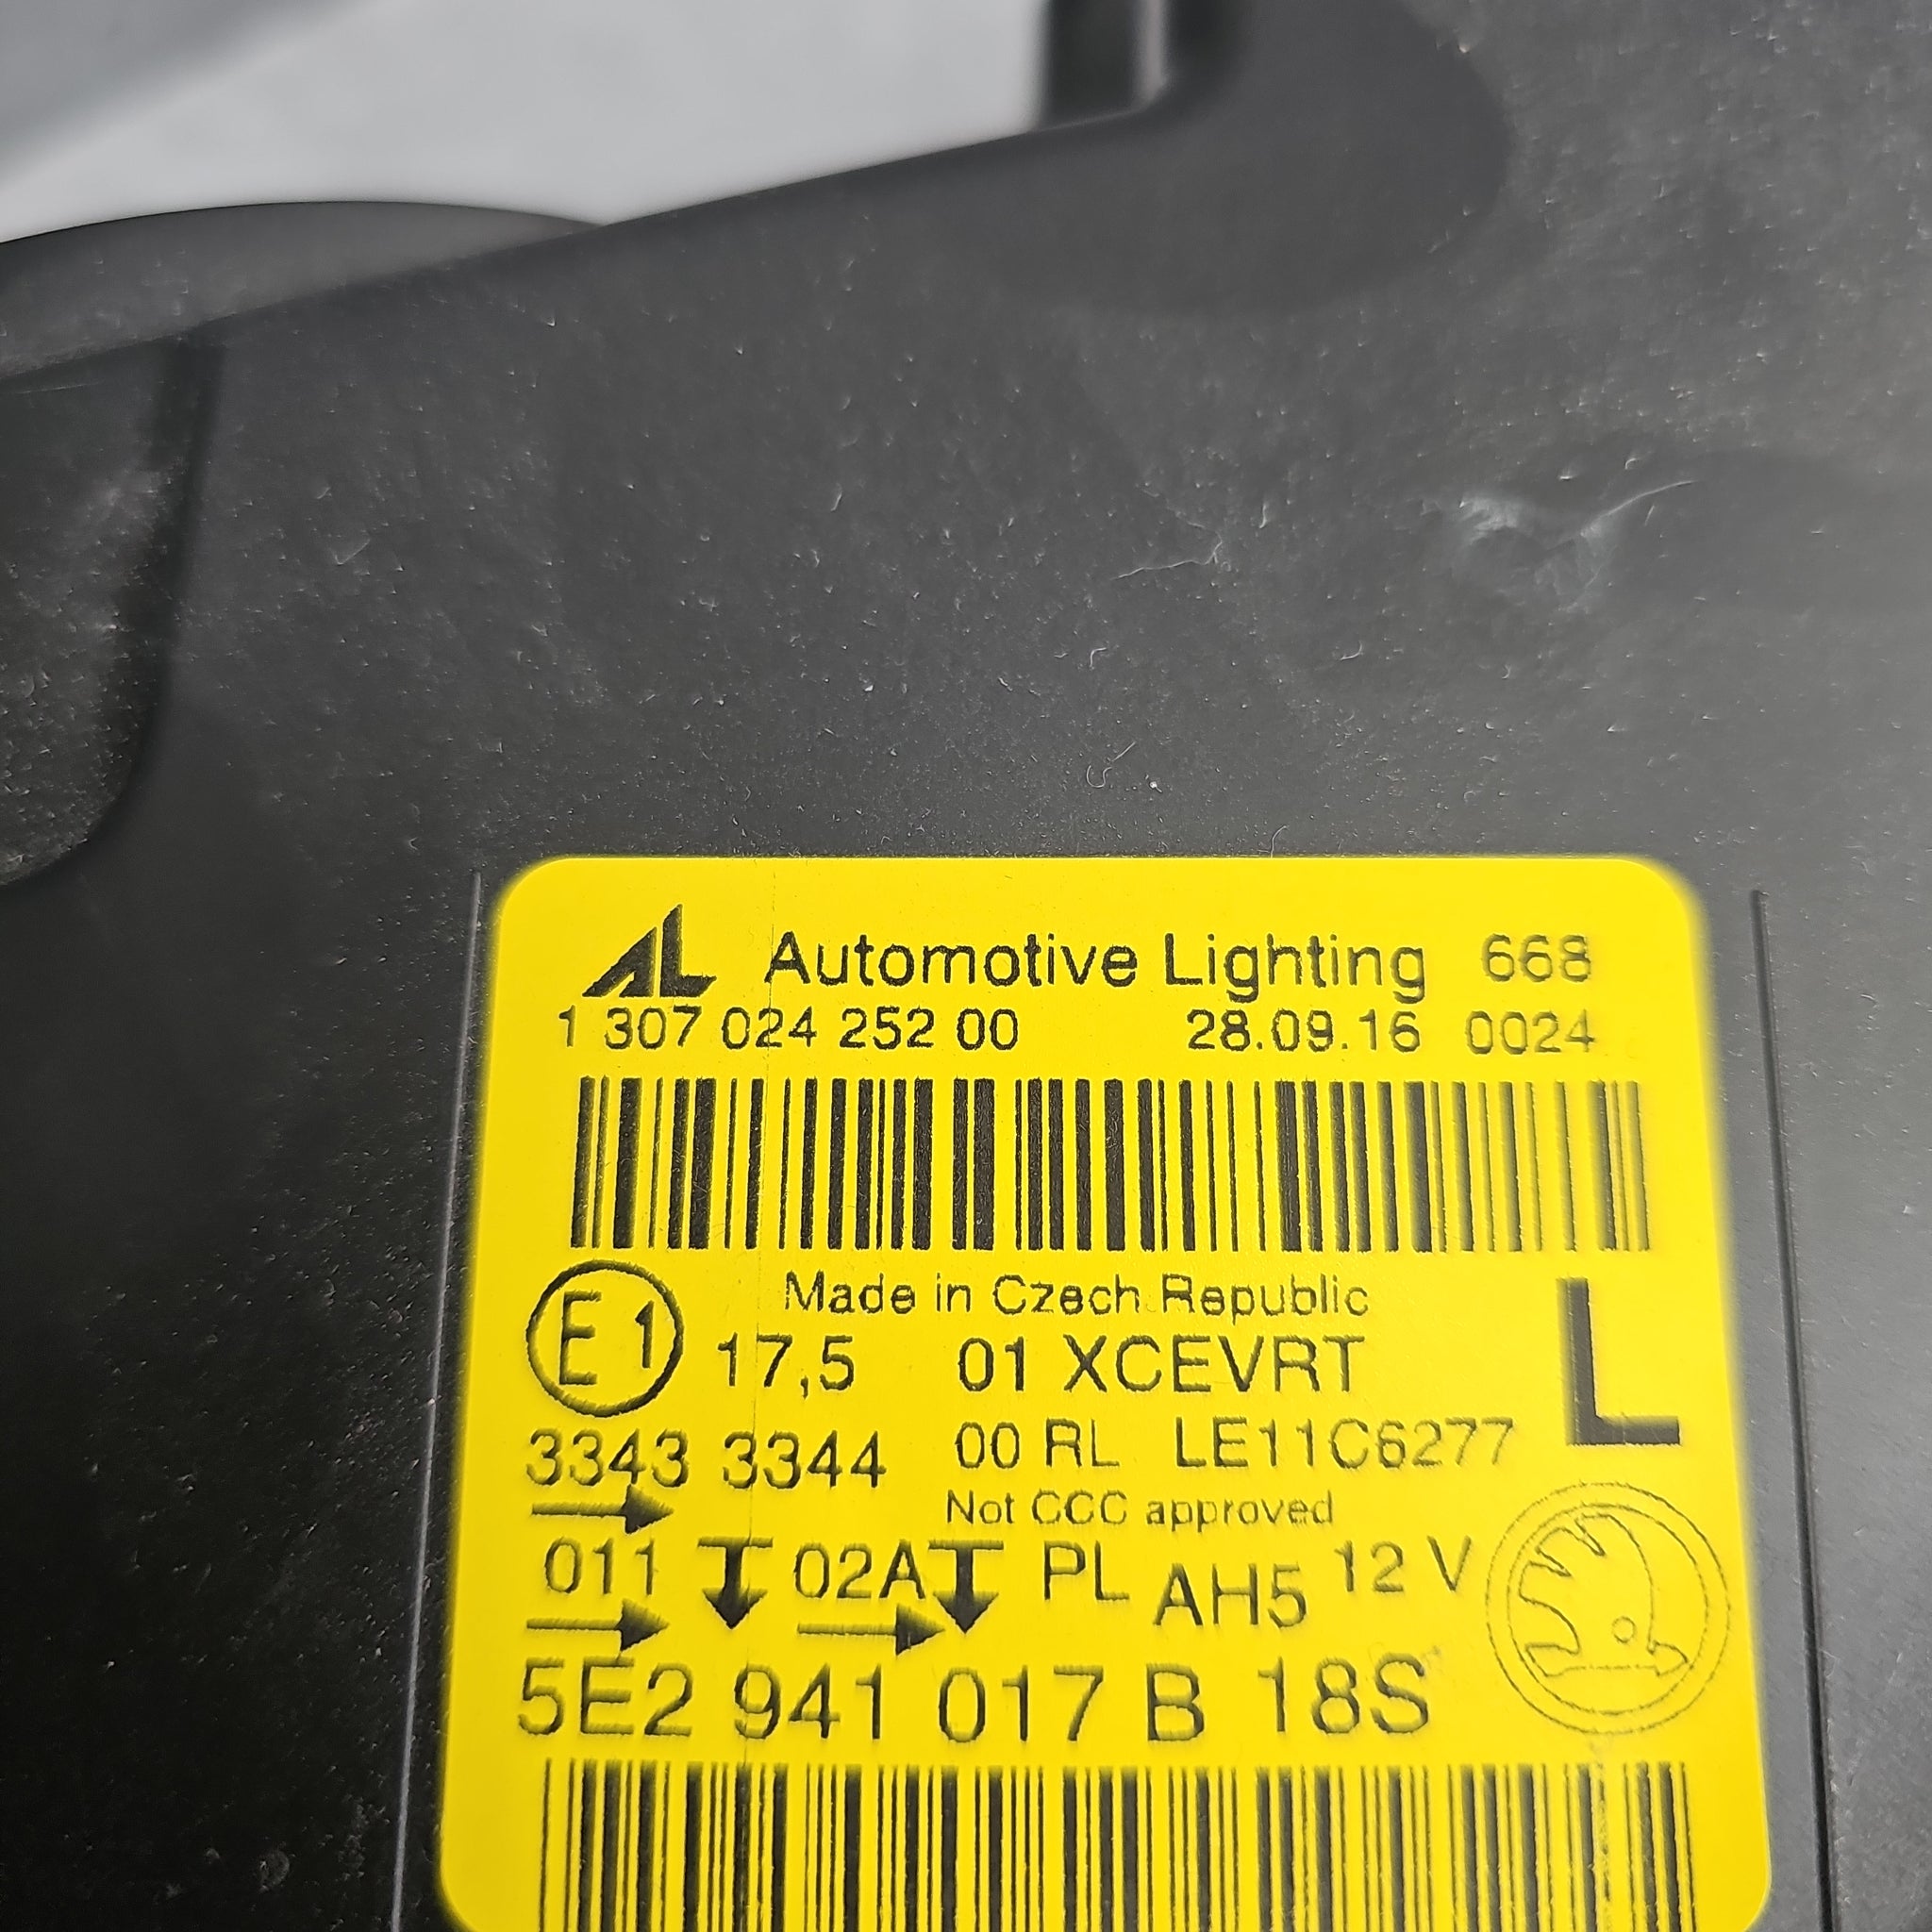 AL Automotive Lighting 668
1 307 024 252 00 28.09.16 0024
Made in Czech Republic
E1 17,5 01 XCEVRT L
3343 3344 00 RL LE11C6277
Not CCC approved
011 02A PL AH5 12 V
5E2 941 017 B 18S